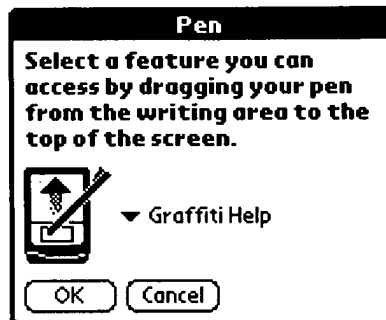 Pen
Select a feature you can
access by dragging your pen
from the writing area to the
top of the screen.
Graffiti Help
OK Cancel